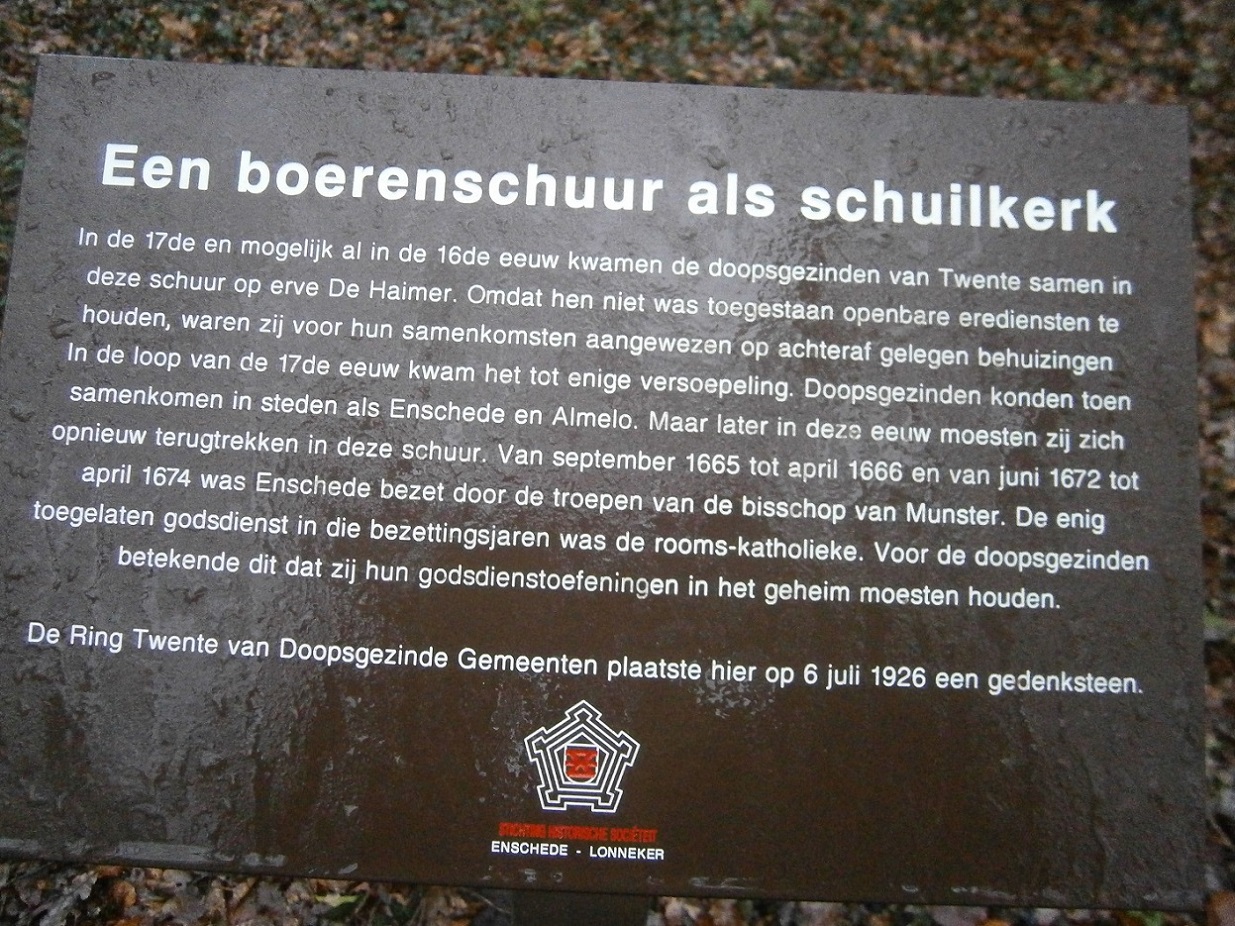 Een boerenschuur als schuilkerk
In de 17de en mogelijk al in de 16de eeuw kwamen de doopsgezinden van Twente samen in
deze schuur op erve De Haimer. Omdat hen niet was toegestaan openbare erediensten te
houden, waren zij voor hun samenkomsten aangewezen op achteraf gelegen behuizingen
In de loop van de 17de eeuw kwam het tot enige versoepeling. Doopsgezinden konden toen
samenkomen in steden als Enschede en Almelo. Maar later in deze eeuw moesten zij zich
opnieuw terugtrekken in deze schuur. Van september 1665 tot april 1666 en van juni 1672 tot
april 1674 was Enschede bezet door de troepen van de bisschop van Munster. De enig
toegelaten godsdienst in die bezettingsjaren was de rooms-katholieke. Voor de doopsgezinden
betekende dit dat zij hun godsdienstoefeningen in het geheim moesten houden.
De Ring Twente van Doopsgezinde Gemeenten plaatste hier op 6 juli 1926 een gedenksteen.
STICHTING HISTORISCHE SOCIËTEIT
ENSCHEDE - LONNEKER